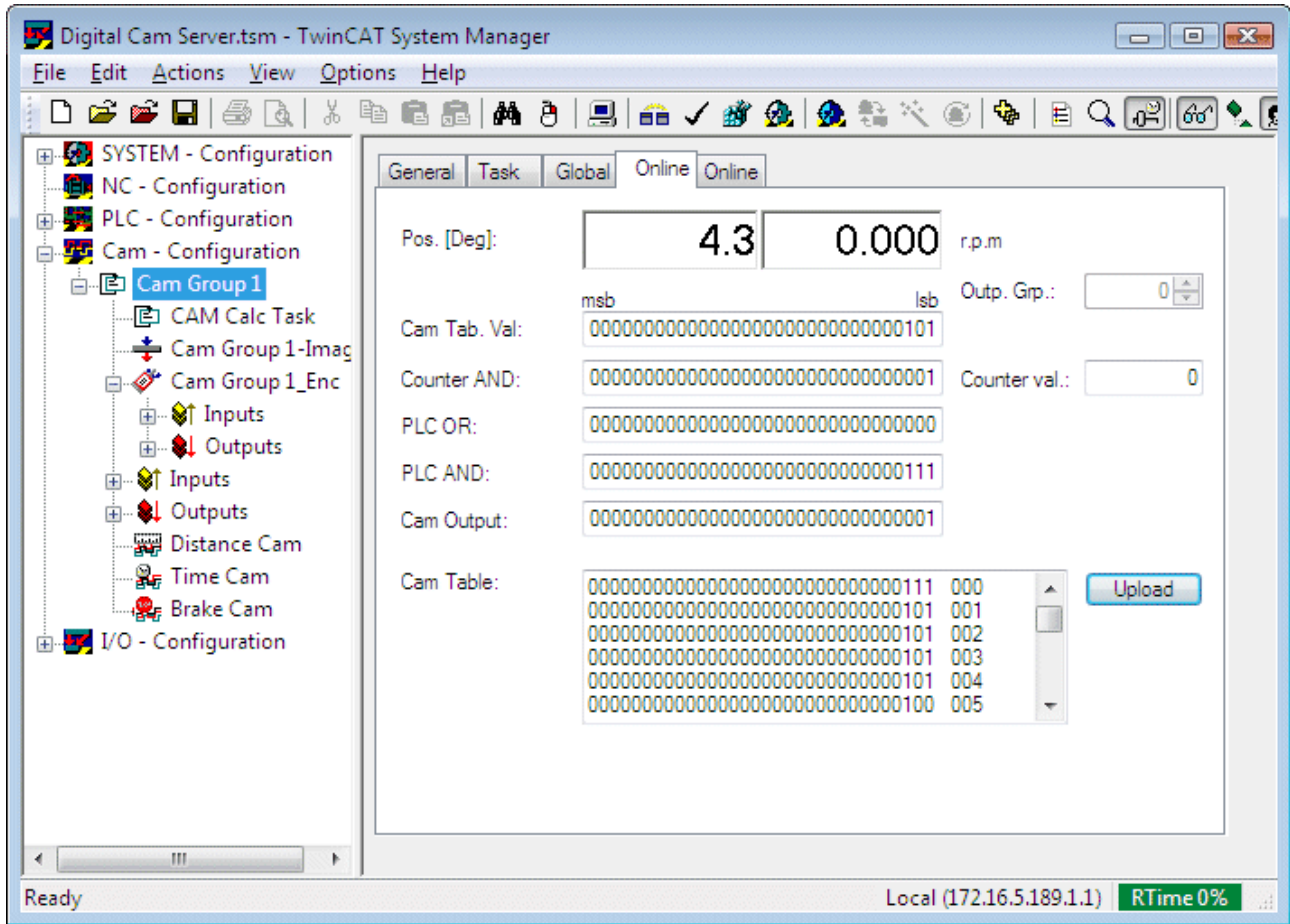 Digital Cam Server.tsm - TwinCAT System Manager
File Edit Actions View Options Help
SYSTEM - Configuration
NC - Configuration
PLC - Configuration
Cam - Configuration
Cam Group 1
CAM Calc Task
Cam Group 1-Imag
Cam Group 1_Enc
Inputs
Outputs
Inputs
Outputs
Distance Cam
Time Cam
Brake Cam
I/O - Configuration
General Task Global Online Online
Pos. [Deg]: 4.3 0.000 r.p.m
msb lsb Outp. Grp.: 0
Cam Tab. Val: 00000000000000000000000000000101
Counter AND: 00000000000000000000000000000001 Counter val.: 0
PLC OR: 00000000000000000000000000000000
PLC AND: 00000000000000000000000000000111
Cam Output: 00000000000000000000000000000001
Cam Table: 00000000000000000000000000000111 000 Upload
00000000000000000000000000000101 001
00000000000000000000000000000101 002
00000000000000000000000000000101 003
00000000000000000000000000000101 004
00000000000000000000000000000100 005
Ready Local (172.16.5.189.1.1) RTime 0%